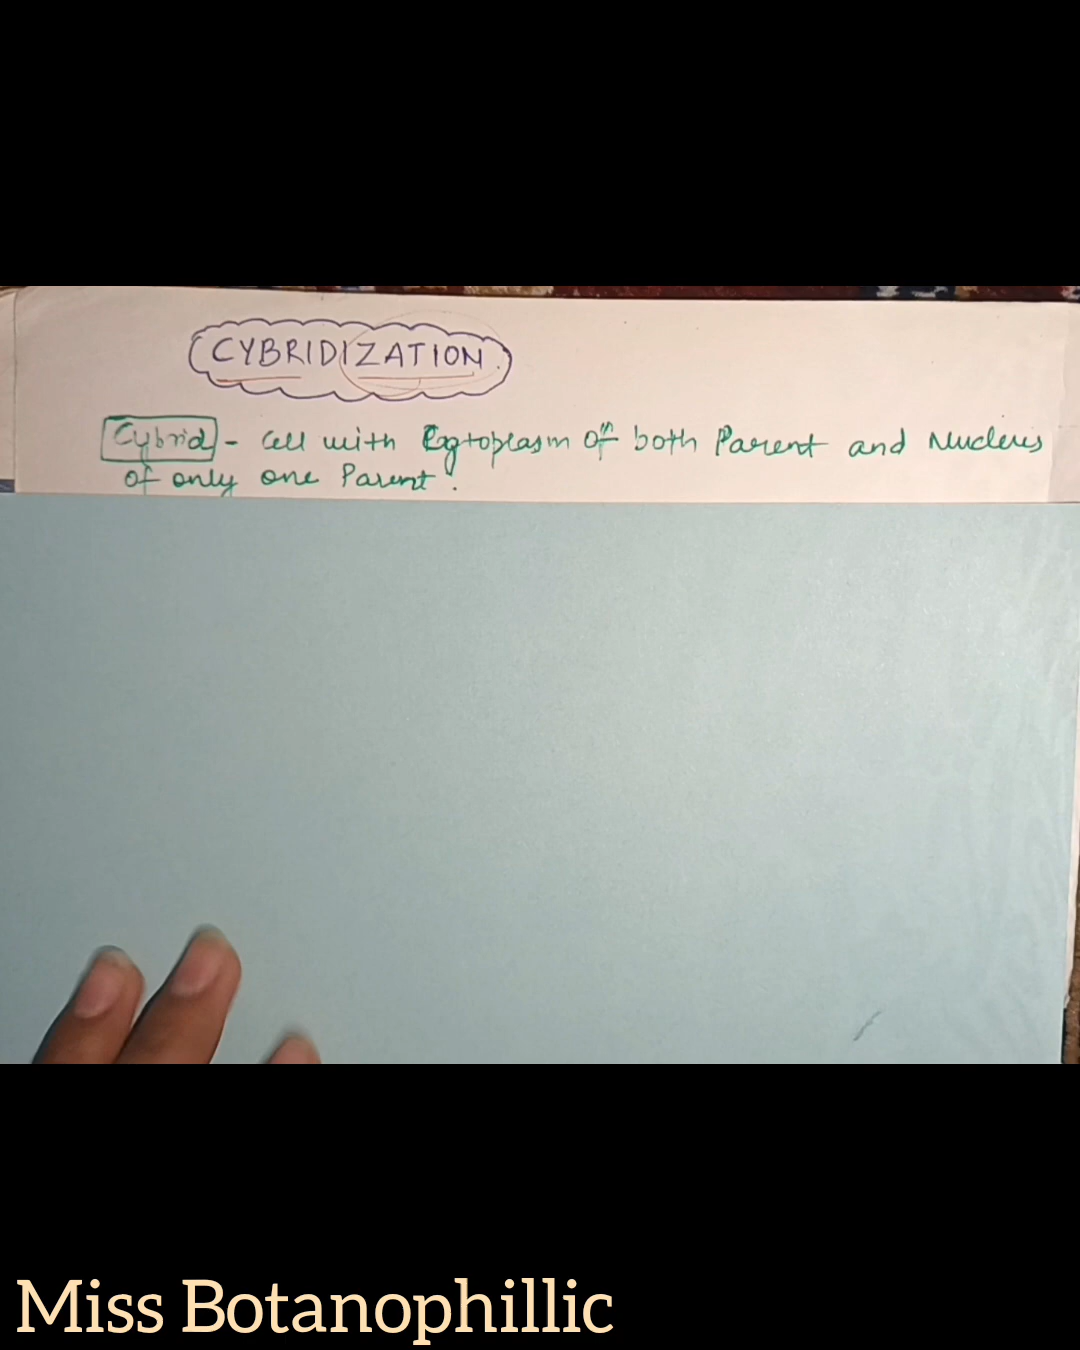 CYBRIDIZATION
Cybrid - Cell with Cytoplasm of both Parent and Nucleus
of only one Parent.
Miss Botanophillic